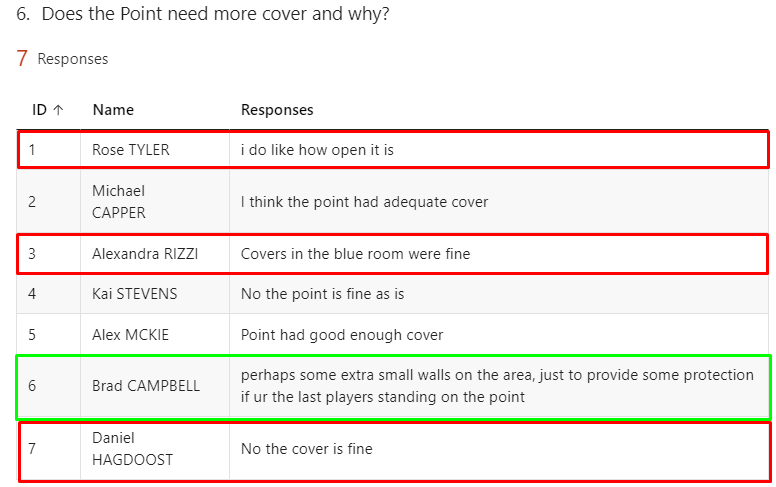 6. Does the Point need more cover and why?
7 Responses
ID ↑ Name Responses
1 Rose TYLER i do like how open it is
2 Michael CAPPER I think the point had adequate cover
3 Alexandra RIZZI Covers in the blue room were fine
4 Kai STEVENS No the point is fine as is
5 Alex MCKIE Point had good enough cover
6 Brad CAMPBELL perhaps some extra small walls on the area, just to provide some protection
if ur the last players standing on the point
7 Daniel HAGDOOST No the cover is fine